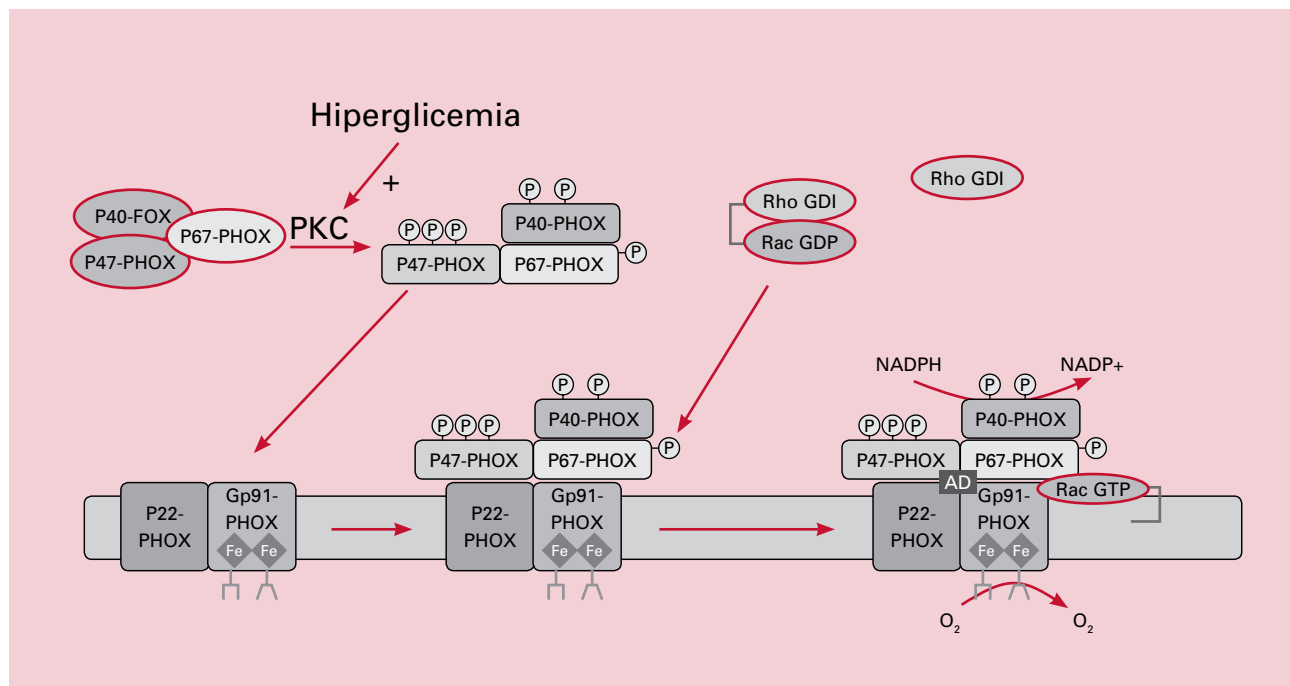 Hiperglicemia
+
Rho GDI
P40-FOX
P67-PHOX
P47-PHOX
PKC
P P
P40-PHOX
P P P
P
P47-PHOX
P67-PHOX
Rho GDI
Rac GDP
P P
P40-PHOX
P P P
P
P47-PHOX
P67-PHOX
NADPH
NADP+
P P
P40-PHOX
P P P
P
P47-PHOX
P67-PHOX
AD
Rac GTP
P22-
PHOX
Gp91-
PHOX
Fe Fe
P22-
PHOX
Gp91-
PHOX
Fe Fe
P22-
PHOX
Gp91-
PHOX
Fe Fe
O₂
O₂